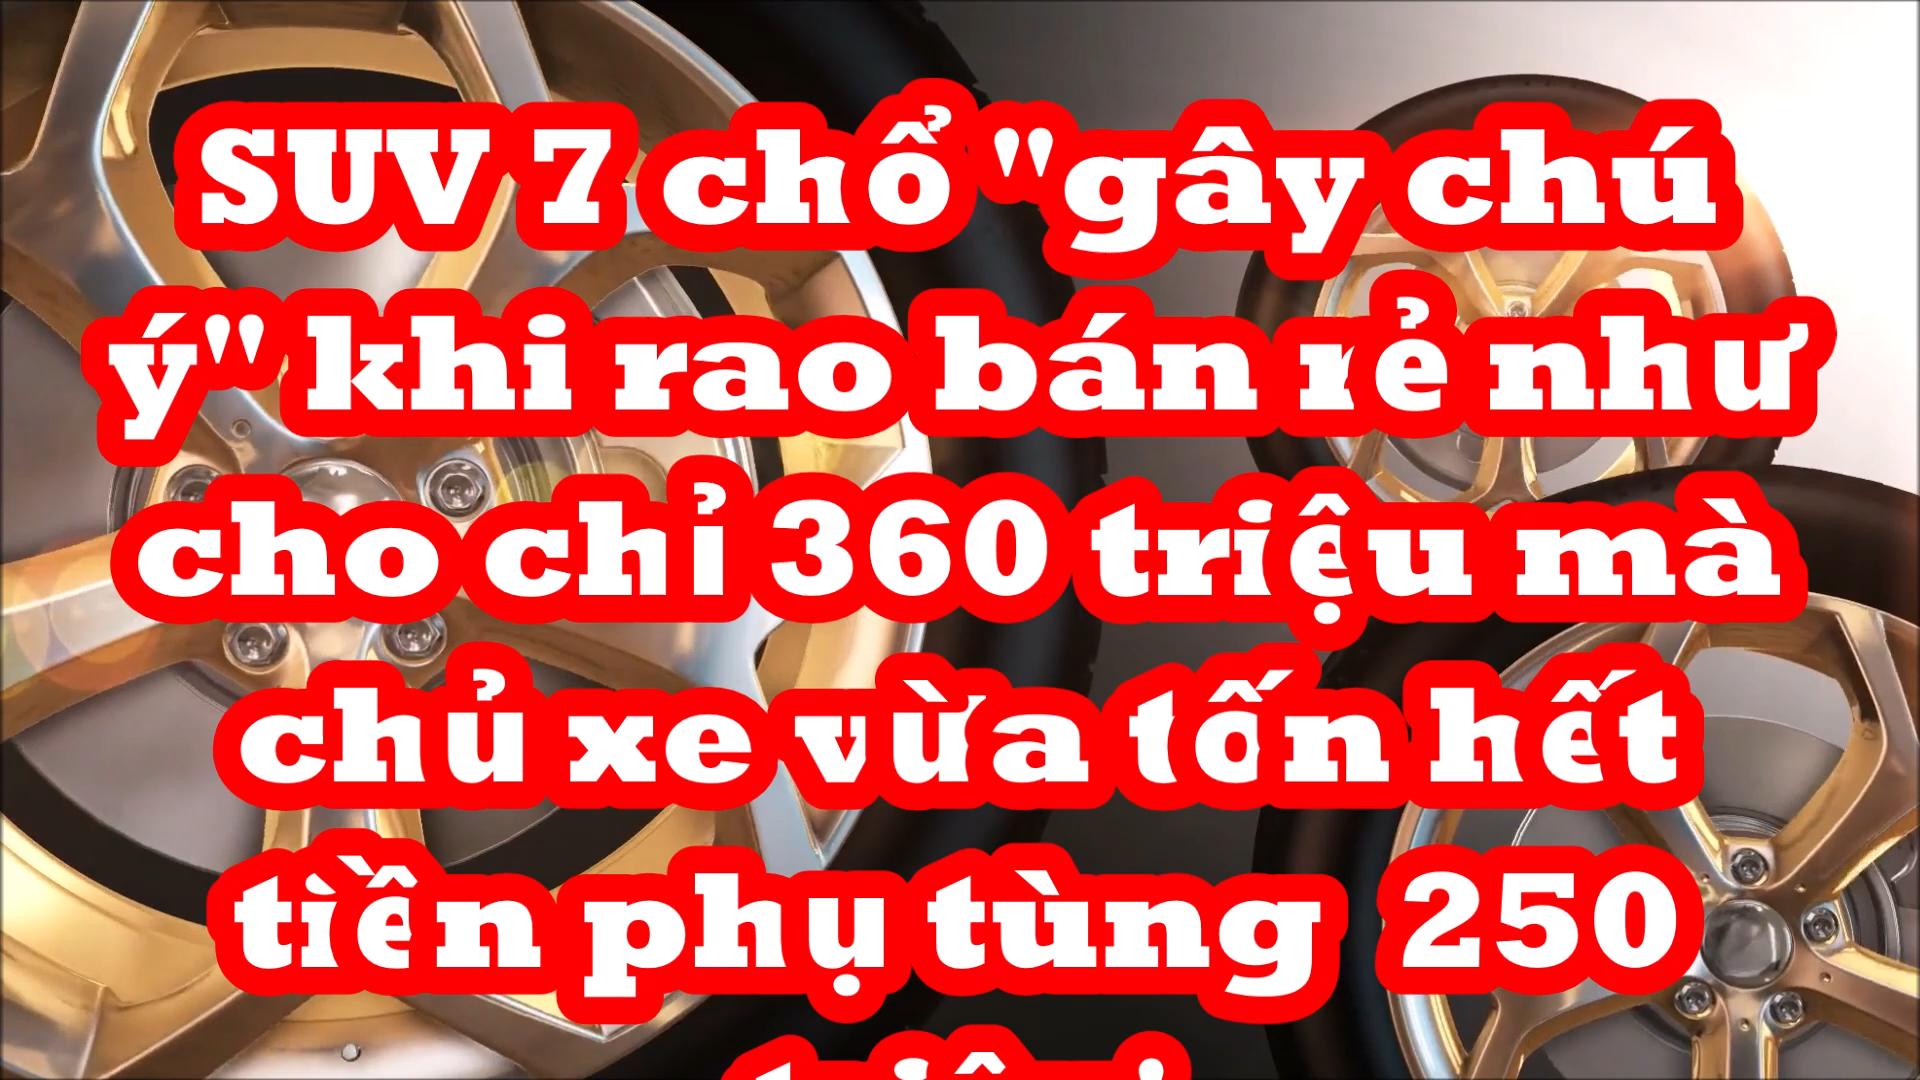 SUV 7 chổ "gây chú
ý" khi rao bán rẻ như
cho chỉ 360 triệu mà
chủ xe vừa tốn hết
tiền phụ tùng 250